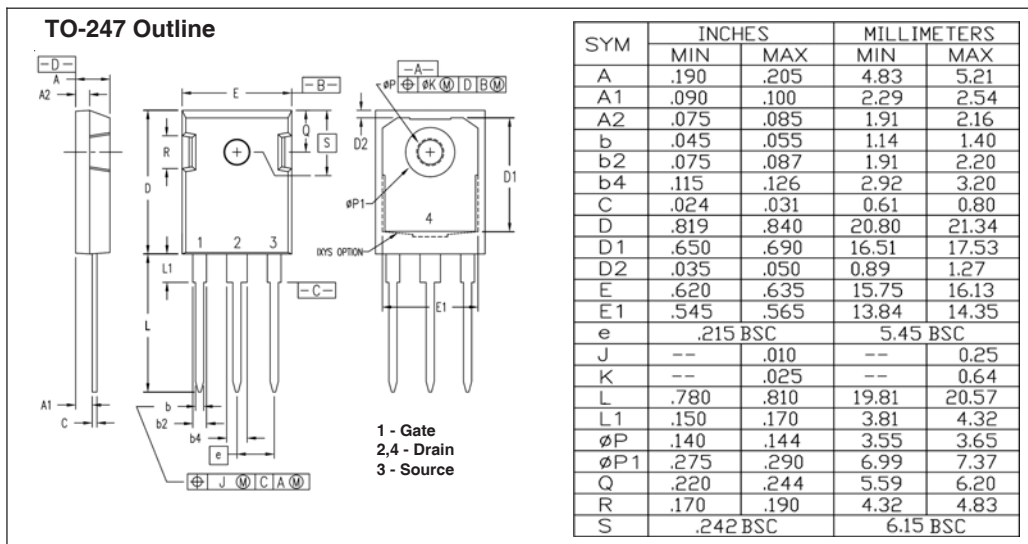 TO-247 Outline
-D-
A
A2
E
-B-
Q
S
R
D
1 2 3
L1
-C-
L
A1
C
b
b2
b4
e
⌖ J Ⓜ C A Ⓜ
-A-
øP
⌖ øK Ⓜ D B Ⓜ
D2
D1
øP1
4
IXYS OPTION
E1
1 - Gate
2,4 - Drain
3 - Source
SYM INCHES MILLIMETERS
MIN MAX MIN MAX
A .190 .205 4.83 5.21
A1 .090 .100 2.29 2.54
A2 .075 .085 1.91 2.16
b .045 .055 1.14 1.40
b2 .075 .087 1.91 2.20
b4 .115 .126 2.92 3.20
C .024 .031 0.61 0.80
D .819 .840 20.80 21.34
D1 .650 .690 16.51 17.53
D2 .035 .050 0.89 1.27
E .620 .635 15.75 16.13
E1 .545 .565 13.84 14.35
e .215 BSC 5.45 BSC
J -- .010 -- 0.25
K -- .025 -- 0.64
L .780 .810 19.81 20.57
L1 .150 .170 3.81 4.32
øP .140 .144 3.55 3.65
øP1 .275 .290 6.99 7.37
Q .220 .244 5.59 6.20
R .170 .190 4.32 4.83
S .242 BSC 6.15 BSC